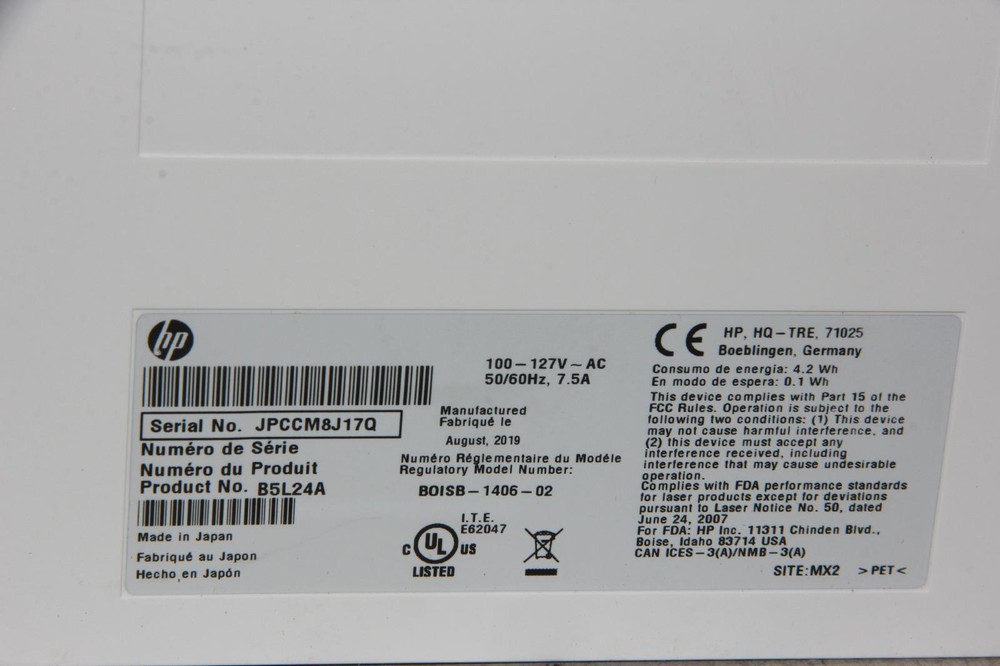 hp
Serial No. JPCCM8J17Q
Numéro de Série
Numéro du Produit
Product No. B5L24A
Made in Japan
Fabriqué au Japon
Hecho en Japón
100-127V~AC
50/60Hz, 7.5A
Manufactured
Fabriqué le
August, 2019
Numéro Réglementaire du Modéle
Regulatory Model Number:
BOISB-1406-02
I.T.E.
E62047
C UL US
LISTED
CE
HP, HQ-TRE, 71025
Boeblingen, Germany
Consumo de energía: 4.2 Wh
En modo de espera: 0.1 Wh
This device complies with Part 15 of the
FCC Rules. Operation is subject to the
following two conditions: (1) This device
may not cause harmful interference, and
(2) this device must accept any
interference received, including
interference that may cause undesirable
operation.
Complies with FDA performance standards
for laser products except for deviations
pursuant to Laser Notice No. 50, dated
June 24, 2007
For FDA: HP Inc. 11311 Chinden Blvd.,
Boise, Idaho 83714 USA
CAN ICES-3(A)/NMB-3(A)
SITE:MX2 >PET<